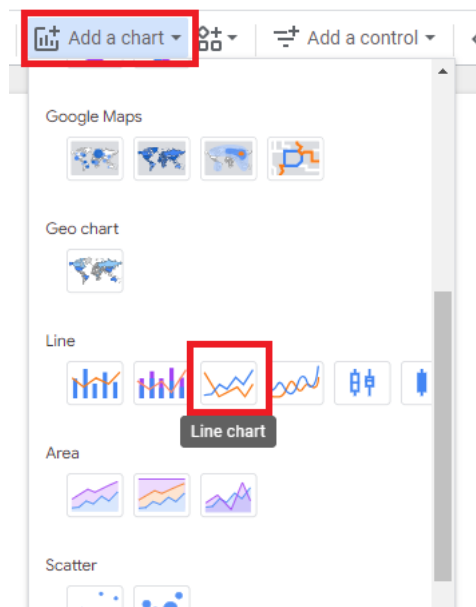 Add a chart Add a control
Google Maps
Geo chart
Line
Line chart
Area
Scatter